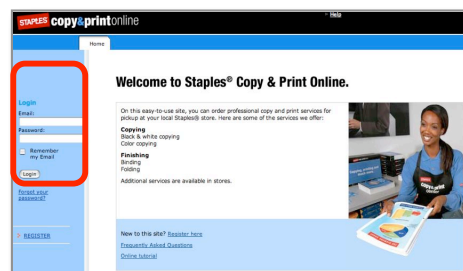 STAPLES copy&printonline
Help
Home
Welcome to Staples® Copy & Print Online.
Login
Email:
Password:
Remember
my Email
Login
Forgot your
password?
REGISTER
On this easy-to-use site, you can order professional copy and print services for
pickup at your local Staples® store. Here are some of the services we offer:
Copying
Black & white copying
Color copying
Finishing
Binding
Folding
Additional services are available in stores.
New to this site? Register here
Frequently Asked Questions
Online tutorial